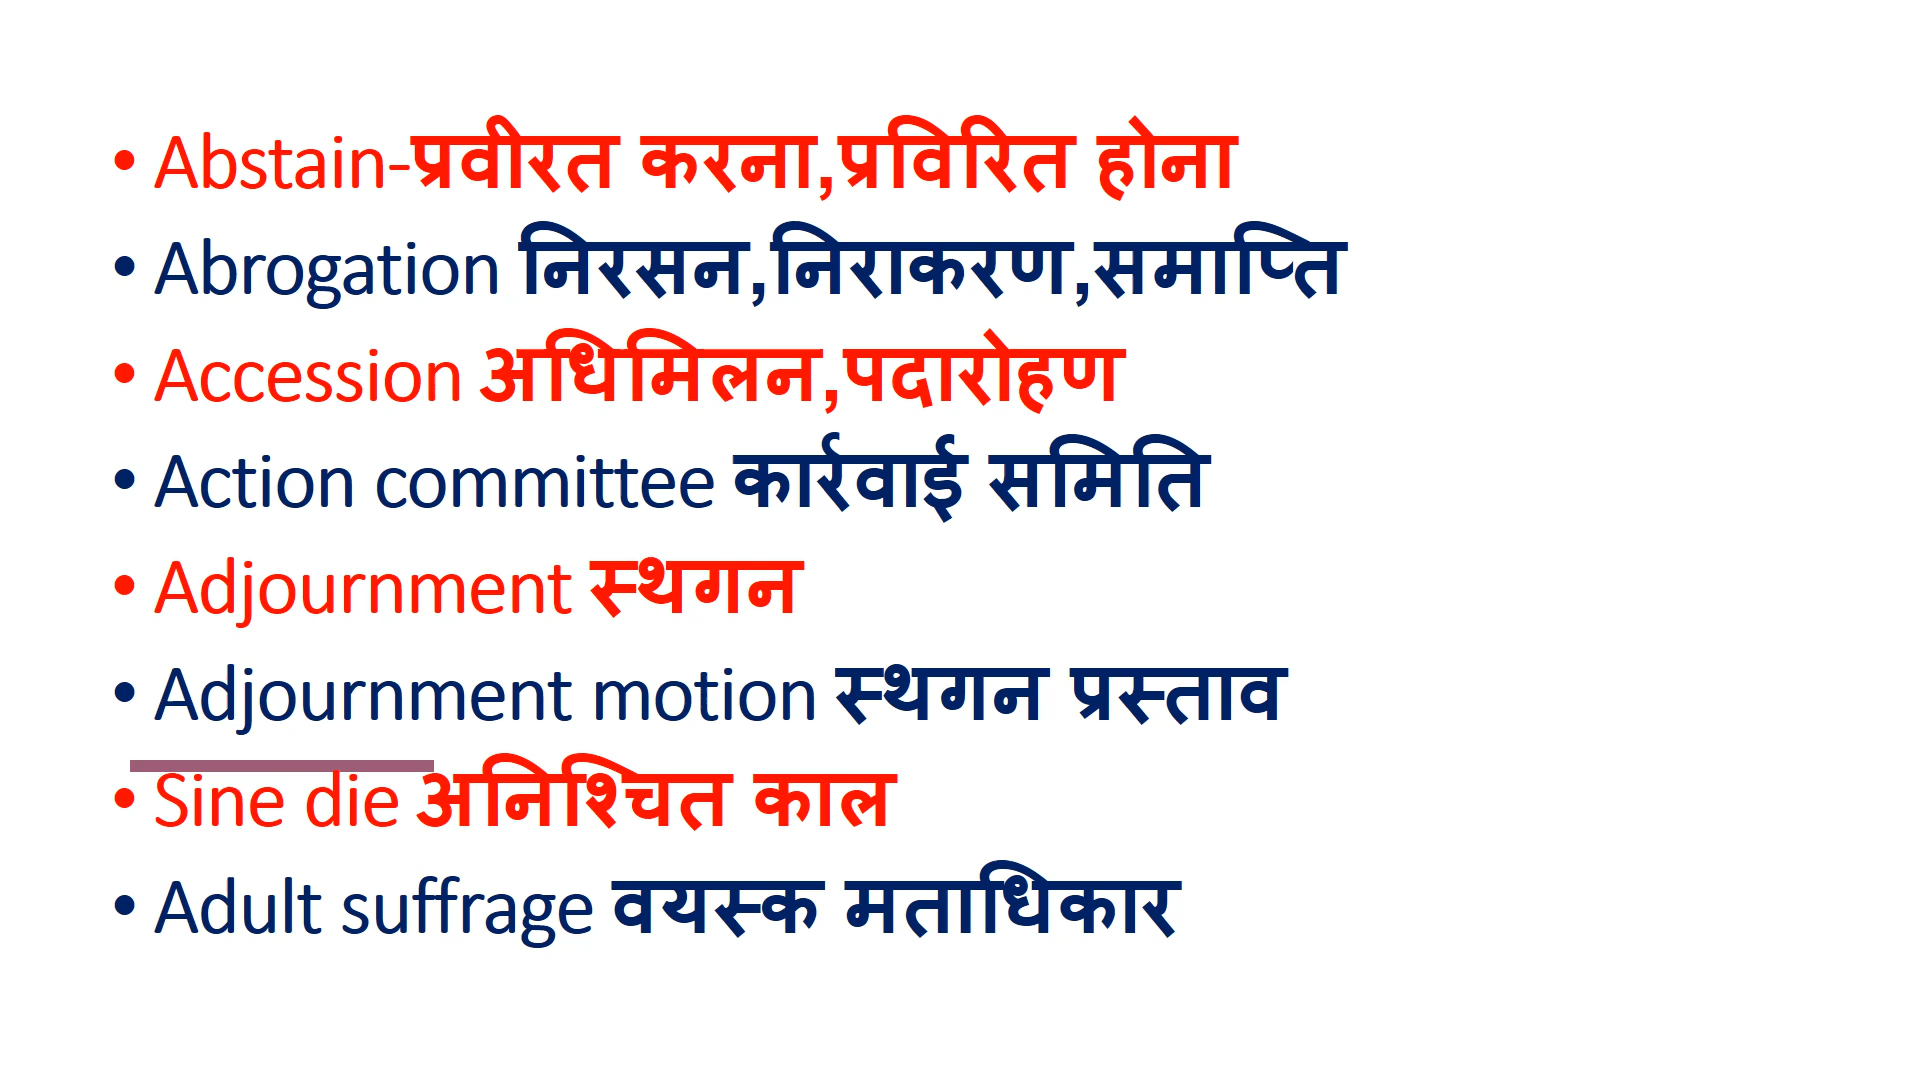 • Abstain-प्रवीरत करना,प्रविरित होना
• Abrogation निरसन,निराकरण,समाप्ति
• Accession अधिमिलन,पदारोहण
• Action committee कार्रवाई समिति
• Adjournment स्थगन
• Adjournment motion स्थगन प्रस्ताव
• Sine die अनिश्चित काल
• Adult suffrage वयस्क मताधिकार